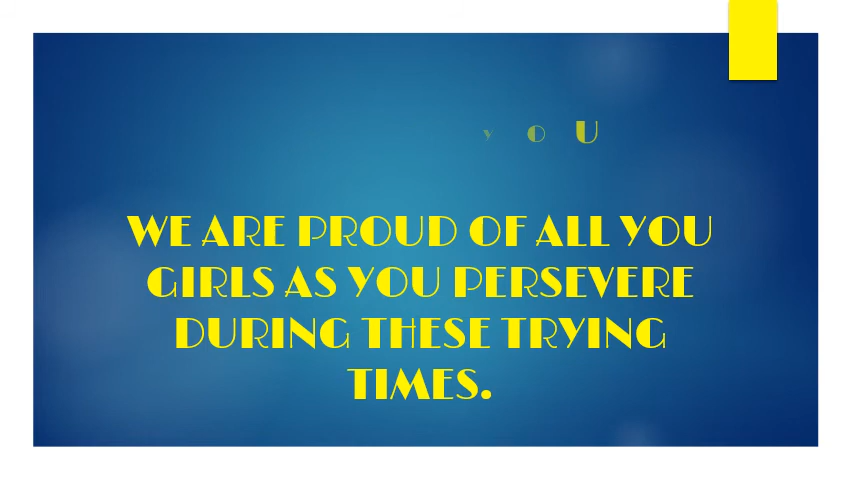 Y O U
WE ARE PROUD OF ALL YOU
GIRLS AS YOU PERSEVERE
DURING THESE TRYING
TIMES.